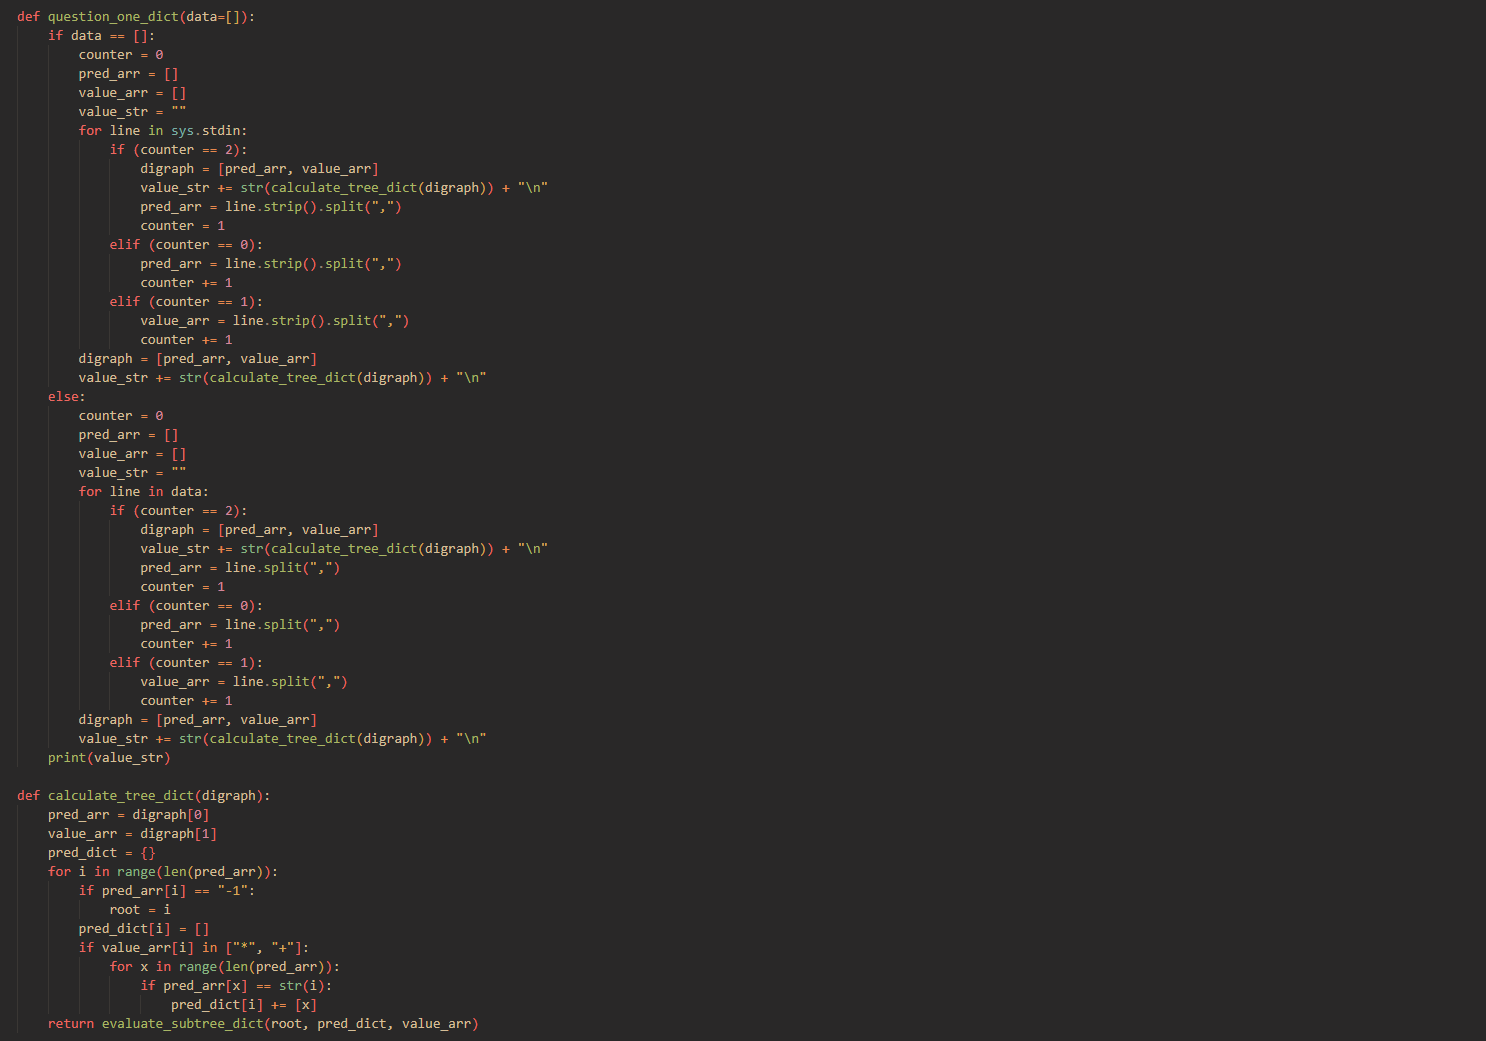 def question_one_dict(data=[]):
    if data == []:
        counter = 0
        pred_arr = []
        value_arr = []
        value_str = ""
        for line in sys.stdin:
            if (counter == 2):
                digraph = [pred_arr, value_arr]
                value_str += str(calculate_tree_dict(digraph)) + "\n"
                pred_arr = line.strip().split(",")
                counter = 1
            elif (counter == 0):
                pred_arr = line.strip().split(",")
                counter += 1
            elif (counter == 1):
                value_arr = line.strip().split(",")
                counter += 1
        digraph = [pred_arr, value_arr]
        value_str += str(calculate_tree_dict(digraph)) + "\n"
    else:
        counter = 0
        pred_arr = []
        value_arr = []
        value_str = ""
        for line in data:
            if (counter == 2):
                digraph = [pred_arr, value_arr]
                value_str += str(calculate_tree_dict(digraph)) + "\n"
                pred_arr = line.split(",")
                counter = 1
            elif (counter == 0):
                pred_arr = line.split(",")
                counter += 1
            elif (counter == 1):
                value_arr = line.split(",")
                counter += 1
        digraph = [pred_arr, value_arr]
        value_str += str(calculate_tree_dict(digraph)) + "\n"
    print(value_str)

def calculate_tree_dict(digraph):
    pred_arr = digraph[0]
    value_arr = digraph[1]
    pred_dict = {}
    for i in range(len(pred_arr)):
        if pred_arr[i] == "-1":
            root = i
        pred_dict[i] = []
        if value_arr[i] in ["*", "+"]:
            for x in range(len(pred_arr)):
                if pred_arr[x] == str(i):
                    pred_dict[i] += [x]
    return evaluate_subtree_dict(root, pred_dict, value_arr)